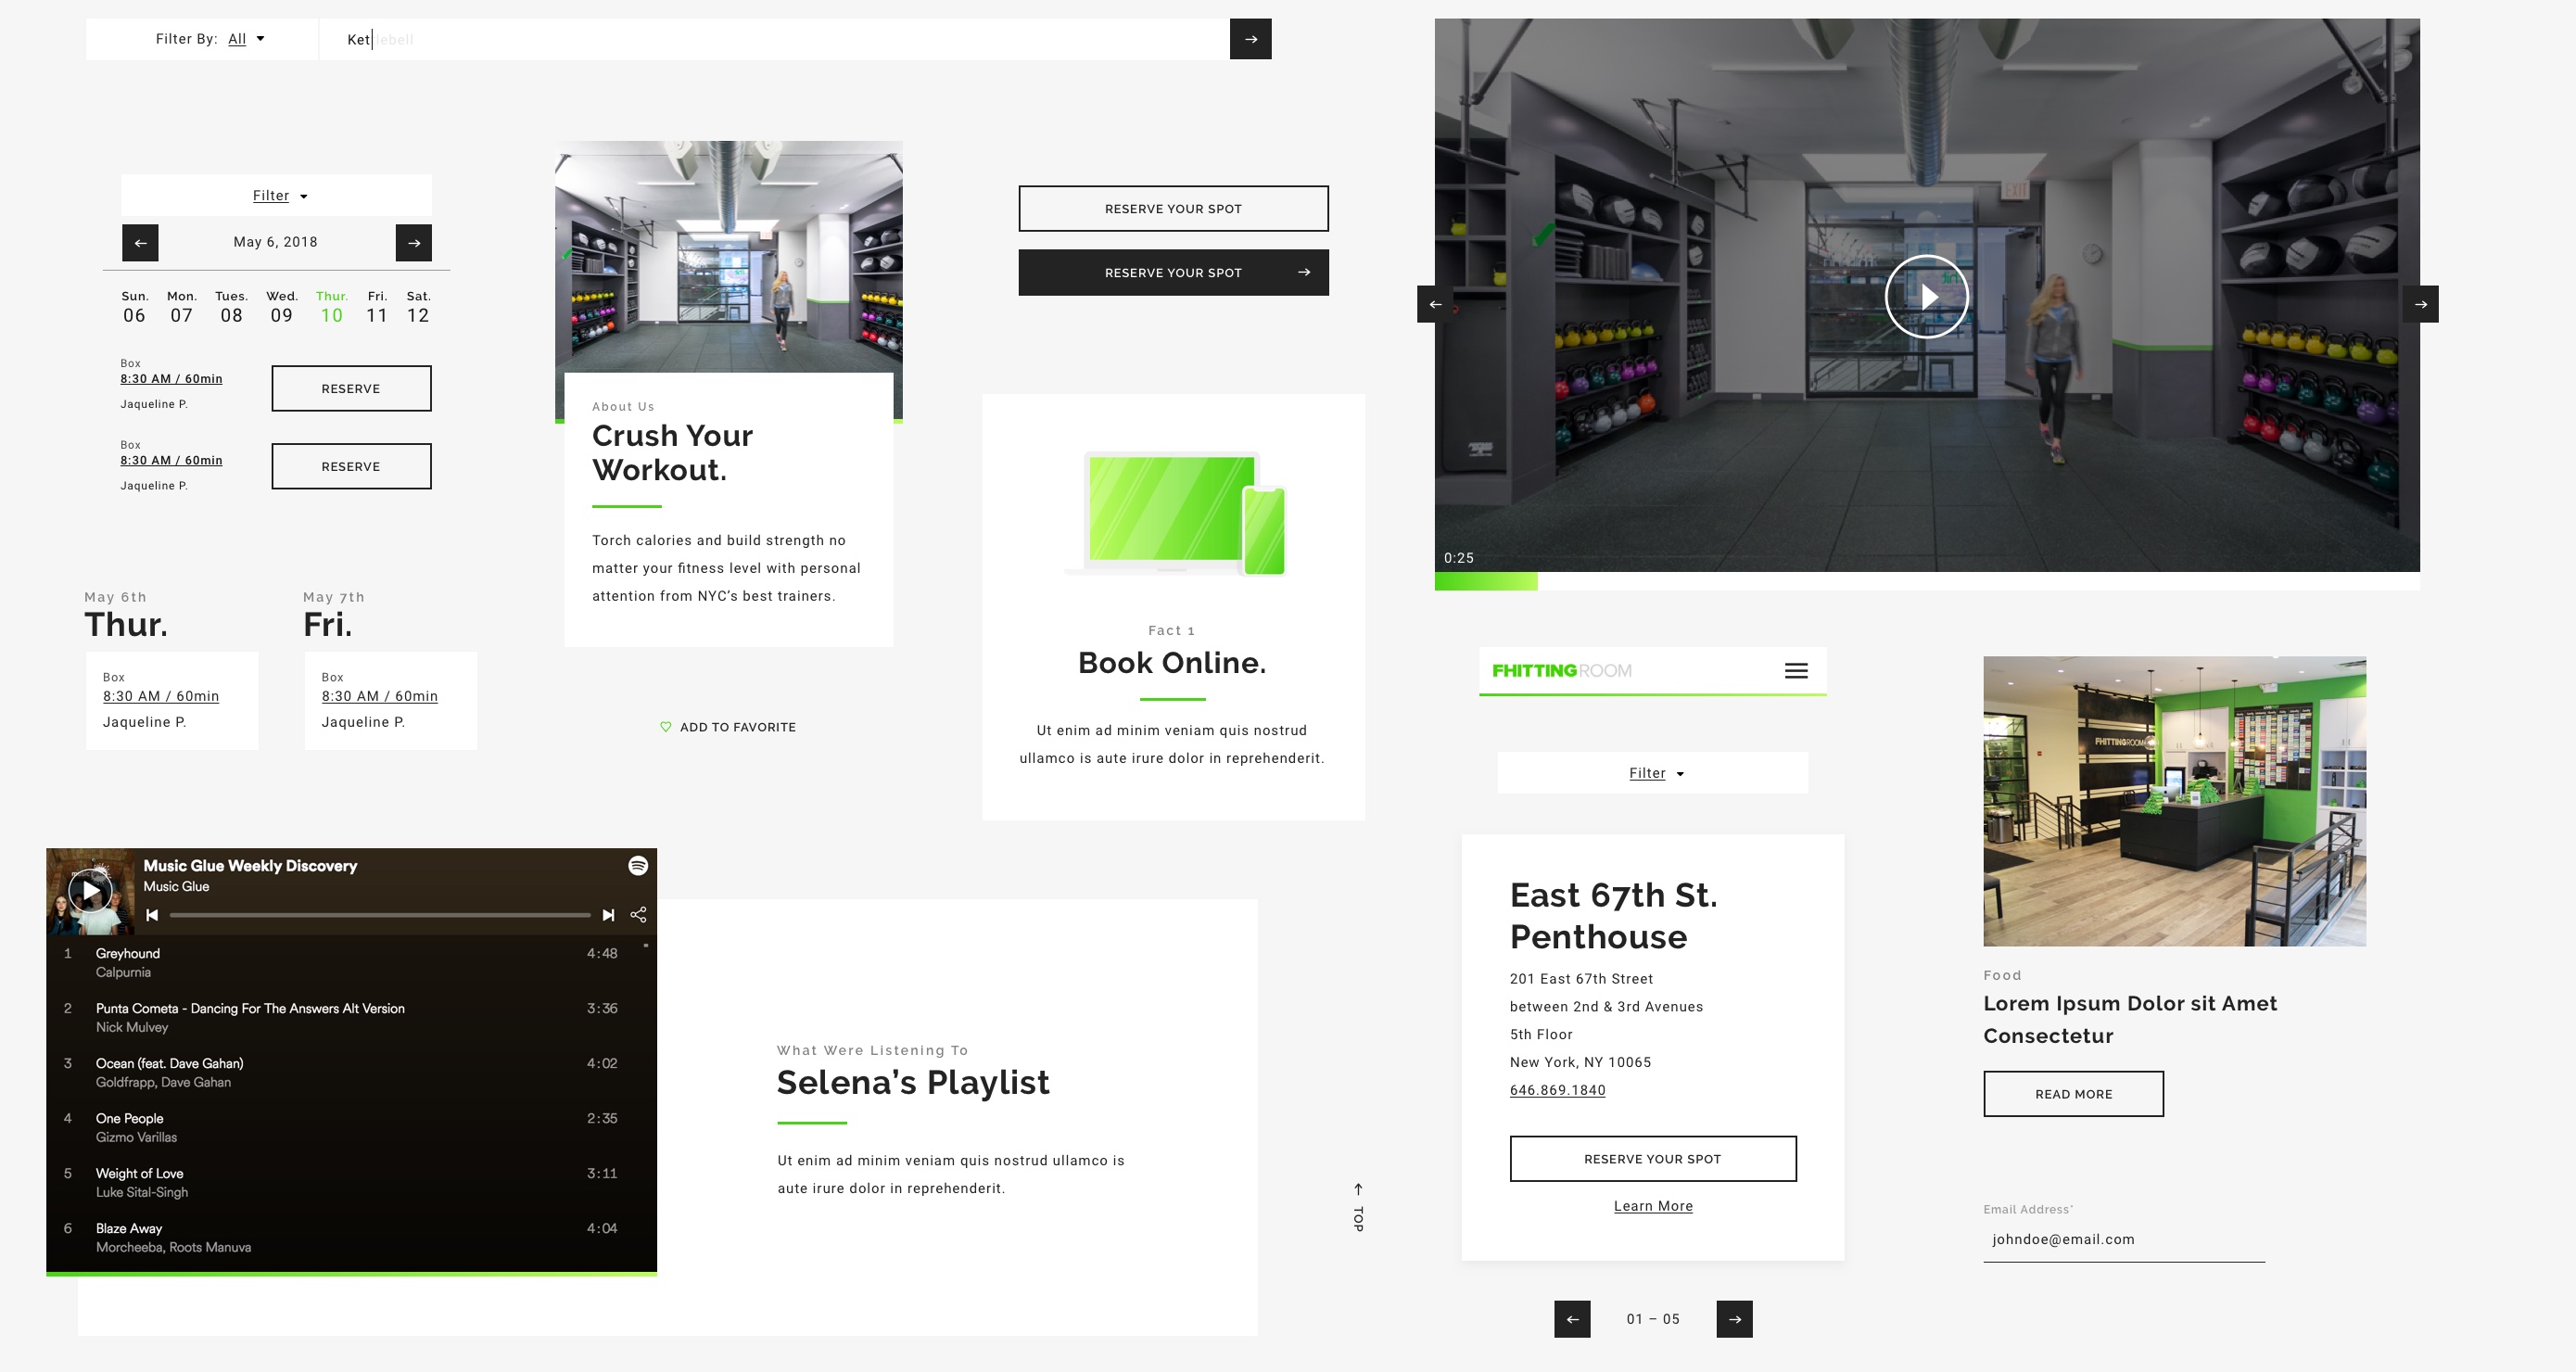 Filter By: All
Kettlebell
Filter
May 6, 2018
Sun. Mon. Tues. Wed. Thur. Fri. Sat.
06 07 08 09 10 11 12
Box
8:30 AM / 60min
Jaqueline P.
RESERVE
Box
8:30 AM / 60min
Jaqueline P.
RESERVE
May 6th
Thur.
Box
8:30 AM / 60min
Jaqueline P.
May 7th
Fri.
Box
8:30 AM / 60min
Jaqueline P.
About Us
Crush Your
Workout.
Torch calories and build strength no
matter your fitness level with personal
attention from NYC’s best trainers.
ADD TO FAVORITE
RESERVE YOUR SPOT
RESERVE YOUR SPOT
Fact 1
Book Online.
Ut enim ad minim veniam quis nostrud
ullamco is aute irure dolor in reprehenderit.
EXIT
0:25
Music Glue Weekly Discovery
Music Glue
1 Greyhound 4:48
Calpurnia
2 Punta Cometa - Dancing For The Answers Alt Version 3:36
Nick Mulvey
3 Ocean (feat. Dave Gahan) 4:02
Goldfrapp, Dave Gahan
4 One People 2:35
Gizmo Varillas
5 Weight of Love 3:11
Luke Sital-Singh
6 Blaze Away 4:04
Morcheeba, Roots Manuva
What Were Listening To
Selena’s Playlist
Ut enim ad minim veniam quis nostrud ullamco is
aute irure dolor in reprehenderit.
TOP
FHITTINGROOM
Filter
East 67th St.
Penthouse
201 East 67th Street
between 2nd & 3rd Avenues
5th Floor
New York, NY 10065
646.869.1840
RESERVE YOUR SPOT
Learn More
01 – 05
FHITTINGROOM
Food
Lorem Ipsum Dolor sit Amet
Consectetur
READ MORE
Email Address*
johndoe@email.com